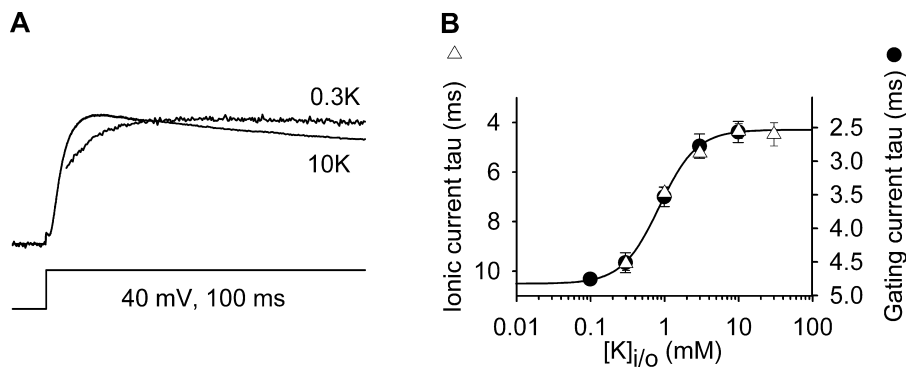 A
0.3K
10K
40 mV, 100 ms
B
Ionic current tau (ms)
4
6
8
10
0.01 0.1 1 10 100
[K]i/o (mM)
2.5
3.0
3.5
4.0
4.5
5.0
Gating current tau (ms)